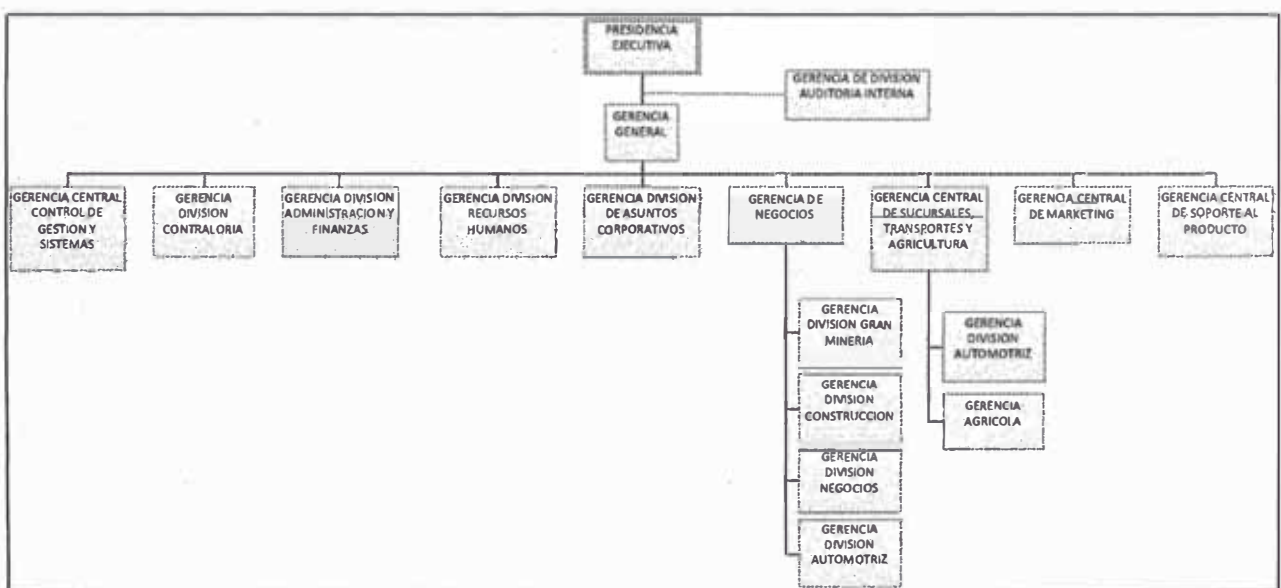 PRESIDENCIA
EJECUTIVA
GERENCIA DE DIVISION
AUDITORIA INTERNA
GERENCIA
GENERAL
GERENCIA CENTRAL
CONTROL DE
GESTION Y
SISTEMAS
GERENCIA
DIVISION
CONTRALORIA
GERENCIA DIVISION
ADMINISTRACION Y
FINANZAS
GERENCIA DIVISION
RECURSOS
HUMANOS
GERENCIA DIVISION
DE ASUNTOS
CORPORATIVOS
GERENCIA DE
NEGOCIOS
GERENCIA CENTRAL
DE SUCURSALES,
TRANSPORTES Y
AGRICULTURA
GERENCIA CENTRAL
DE MARKETING
GERENCIA CENTRAL
DE SOPORTE AL
PRODUCTO
GERENCIA
DIVISION GRAN
MINERIA
GERENCIA
DIVISION
CONSTRUCCION
GERENCIA
DIVISION
NEGOCIOS
GERENCIA
DIVISION
AUTOMOTRIZ
GERENCIA
DIVISION
AUTOMOTRIZ
GERENCIA
AGRICOLA